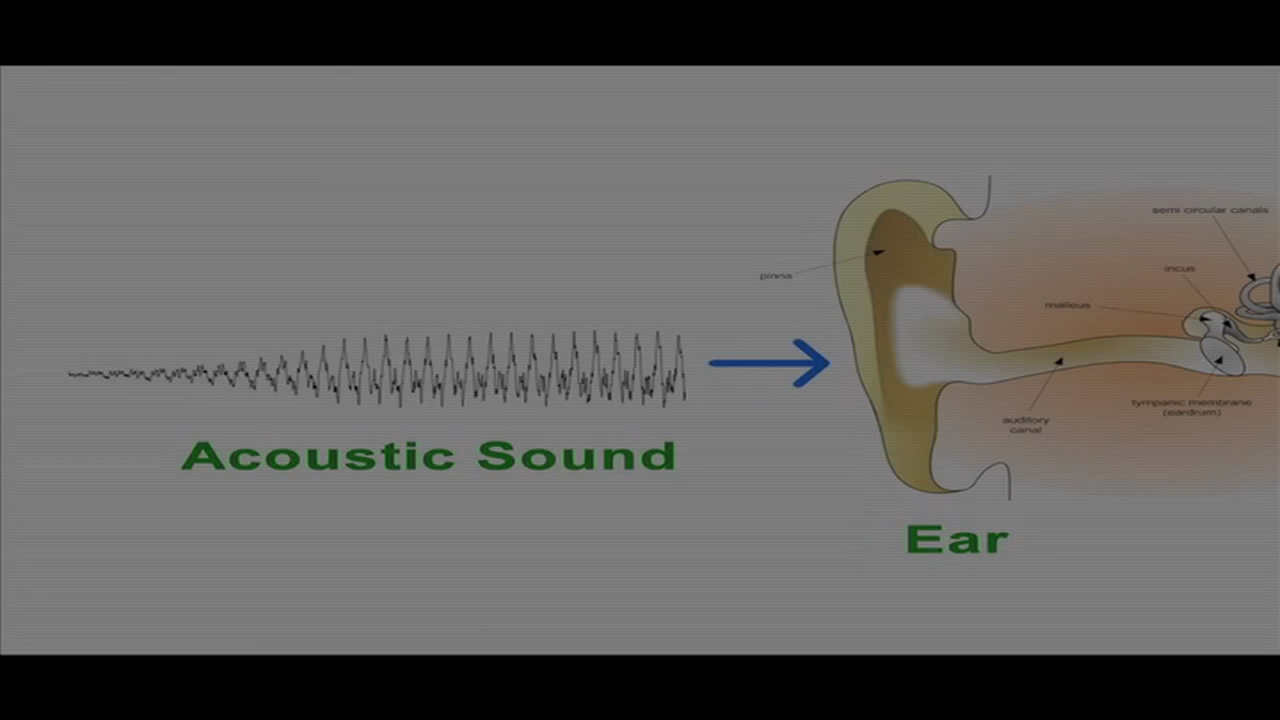 semi circular canals
incus
pinna
malleus
tympanic membrane
(eardrum)
auditory
canal
Acoustic Sound
Ear